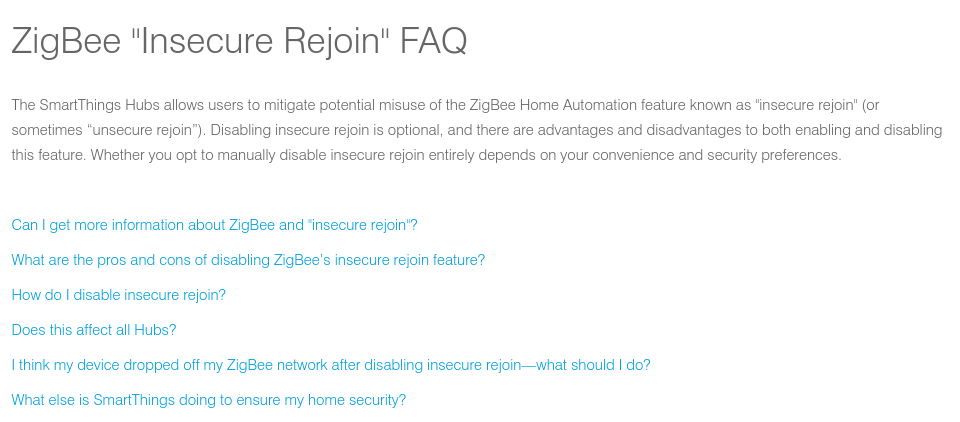 ZigBee "Insecure Rejoin" FAQ
The SmartThings Hubs allows users to mitigate potential misuse of the ZigBee Home Automation feature known as "insecure rejoin" (or
sometimes “unsecure rejoin”). Disabling insecure rejoin is optional, and there are advantages and disadvantages to both enabling and disabling
this feature. Whether you opt to manually disable insecure rejoin entirely depends on your convenience and security preferences.
Can I get more information about ZigBee and "insecure rejoin"?
What are the pros and cons of disabling ZigBee's insecure rejoin feature?
How do I disable insecure rejoin?
Does this affect all Hubs?
I think my device dropped off my ZigBee network after disabling insecure rejoin—what should I do?
What else is SmartThings doing to ensure my home security?